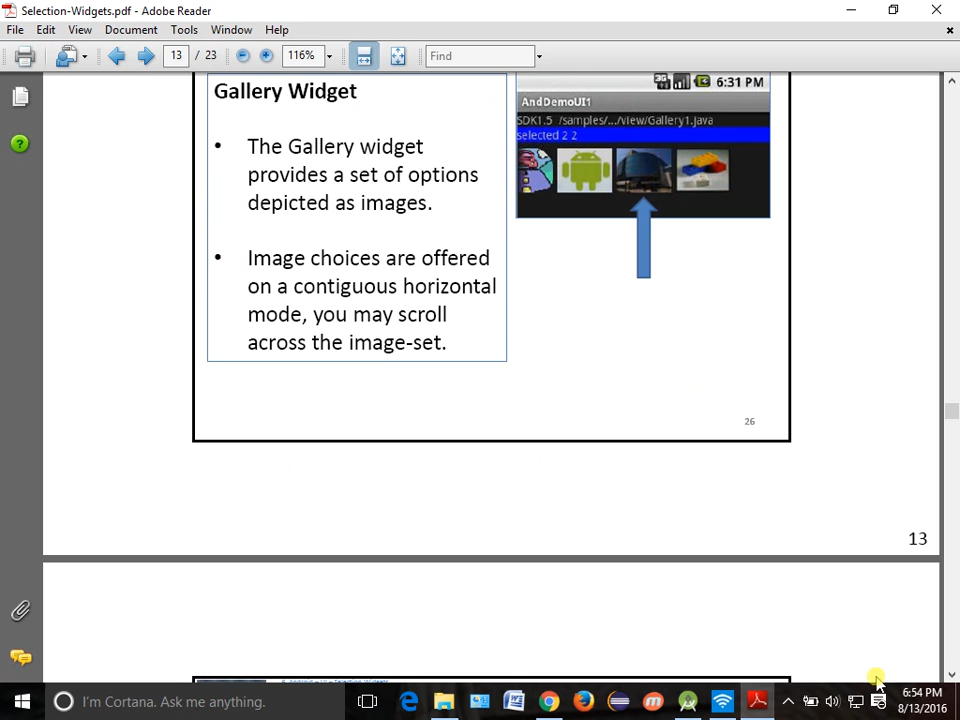 Selection-Widgets.pdf - Adobe Reader
File Edit View Document Tools Window Help
13 / 23 116% Find
Gallery Widget
• The Gallery widget
provides a set of options
depicted as images.
• Image choices are offered
on a contiguous horizontal
mode, you may scroll
across the image-set.
3G 6:31 PM
AndDemoUI1
SDK1.5 /samples/.../view/Gallery1.java
selected 2 2
26
13
I'm Cortana. Ask me anything.
6:54 PM
8/13/2016